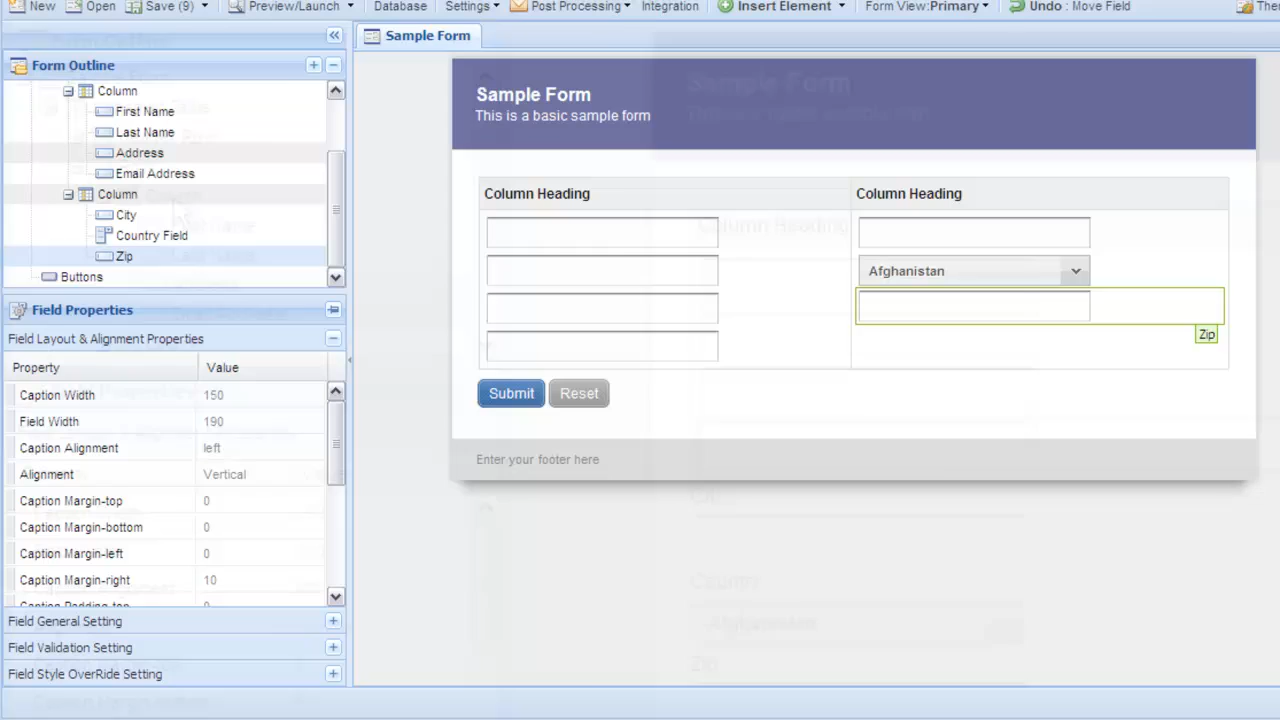 New Open Save (9) Preview/Launch Database Settings Post Processing Integration Insert Element Form View:Primary Undo : Move Field
Sample Form
Form Outline
Column
First Name
Last Name
Address
Email Address
Column
City
Country Field
Zip
Buttons
Field Properties
Field Layout & Alignment Properties
Property Value
Caption Width 150
Field Width 190
Caption Alignment left
Alignment Vertical
Caption Margin-top 0
Caption Margin-bottom 0
Caption Margin-left 0
Caption Margin-right 10
Caption Padding-top 0
Field General Setting
Field Validation Setting
Field Style OverRide Setting
Sample Form
This is a basic sample form
Column Heading Column Heading
Afghanistan
Zip
Submit Reset
Enter your footer here